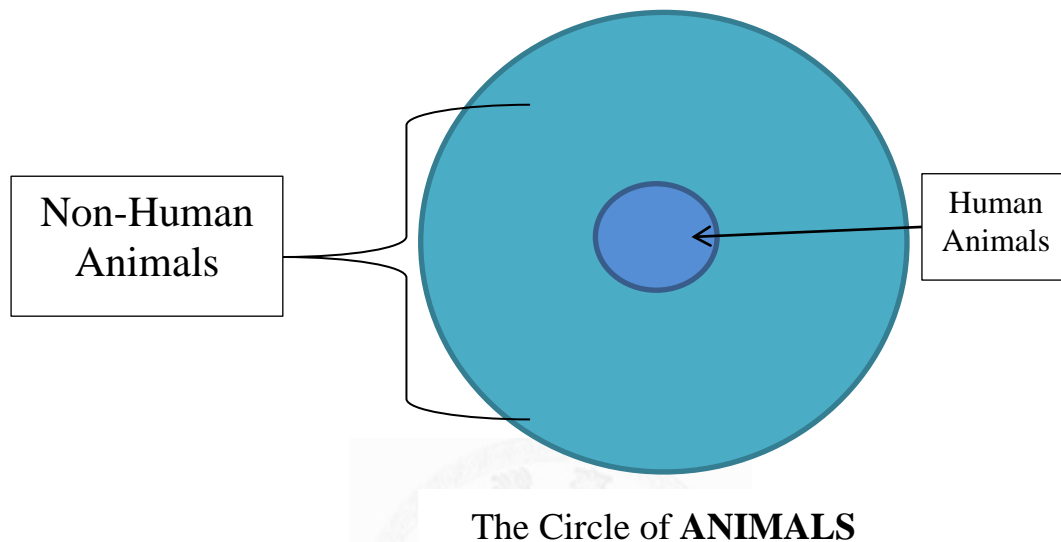 Non-Human
Animals
Human
Animals
The Circle of ANIMALS